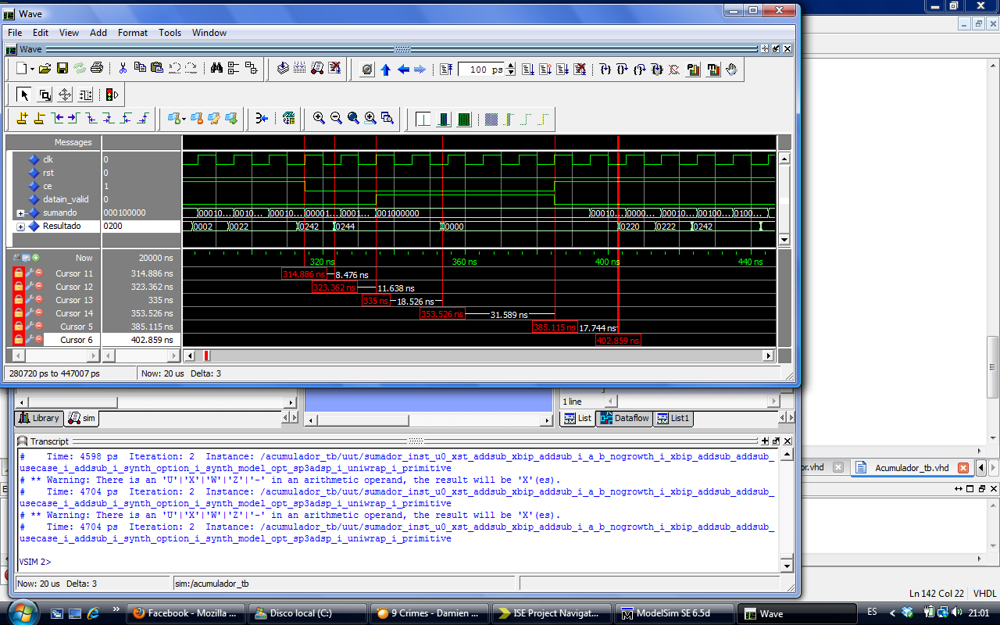 Wave
File Edit View Add Format Tools Window
Wave
100 ps
Messages
clk 0
rst 0
ce 1
datain_valid 0
sumando 000100000 00010... 0010... 00010... 00001... 0001... 001000000 00010... 0000... 00010... 00100... 0100...
Resultado 0200 0002 0022 0242 0244 0000 0220 0222 0242
Now 20000 ns 320 ns 360 ns 400 ns 440 ns
Cursor 11 314.886 ns 314.886 ns 8.476 ns
Cursor 12 323.362 ns 323.362 ns 11.638 ns
Cursor 13 335 ns 335 ns 18.526 ns
Cursor 14 353.526 ns 353.526 ns 31.589 ns
Cursor 5 385.115 ns 385.115 ns 17.744 ns
Cursor 6 402.859 ns 402.859 ns
280720 ps to 447007 ps Now: 20 us Delta: 3
1 line
Library sim List Dataflow List1
Transcript
# Time: 4598 ps Iteration: 2 Instance: /acumulador_tb/uut/sumador_inst_u0_xst_addsub_xbip_addsub_i_a_b_nogrowth_i_xbip_addsub_addsub_
usecase_i_addsub_i_synth_option_i_synth_model_opt_sp3adsp_i_uniwrap_i_primitive
# ** Warning: There is an 'U'|'X'|'W'|'Z'|'-' in an arithmetic operand, the result will be 'X'(es).
# Time: 4704 ps Iteration: 2 Instance: /acumulador_tb/uut/sumador_inst_u0_xst_addsub_xbip_addsub_i_a_b_nogrowth_i_xbip_addsub_addsub_
usecase_i_addsub_i_synth_option_i_synth_model_opt_sp3adsp_i_uniwrap_i_primitive
# ** Warning: There is an 'U'|'X'|'W'|'Z'|'-' in an arithmetic operand, the result will be 'X'(es).
# Time: 4704 ps Iteration: 2 Instance: /acumulador_tb/uut/sumador_inst_u0_xst_addsub_xbip_addsub_i_a_b_nogrowth_i_xbip_addsub_addsub_
usecase_i_addsub_i_synth_option_i_synth_model_opt_sp3adsp_i_uniwrap_i_primitive
VSIM 2>
Now: 20 us Delta: 3 sim:/acumulador_tb
or.vhd Acumulador_tb.vhd
Ln 142 Col 22 VHDL
Facebook - Mozilla ... Disco local (C:) 9 Crimes - Damien ... ISE Project Navigat... ModelSim SE 6.5d Wave ES 21:01